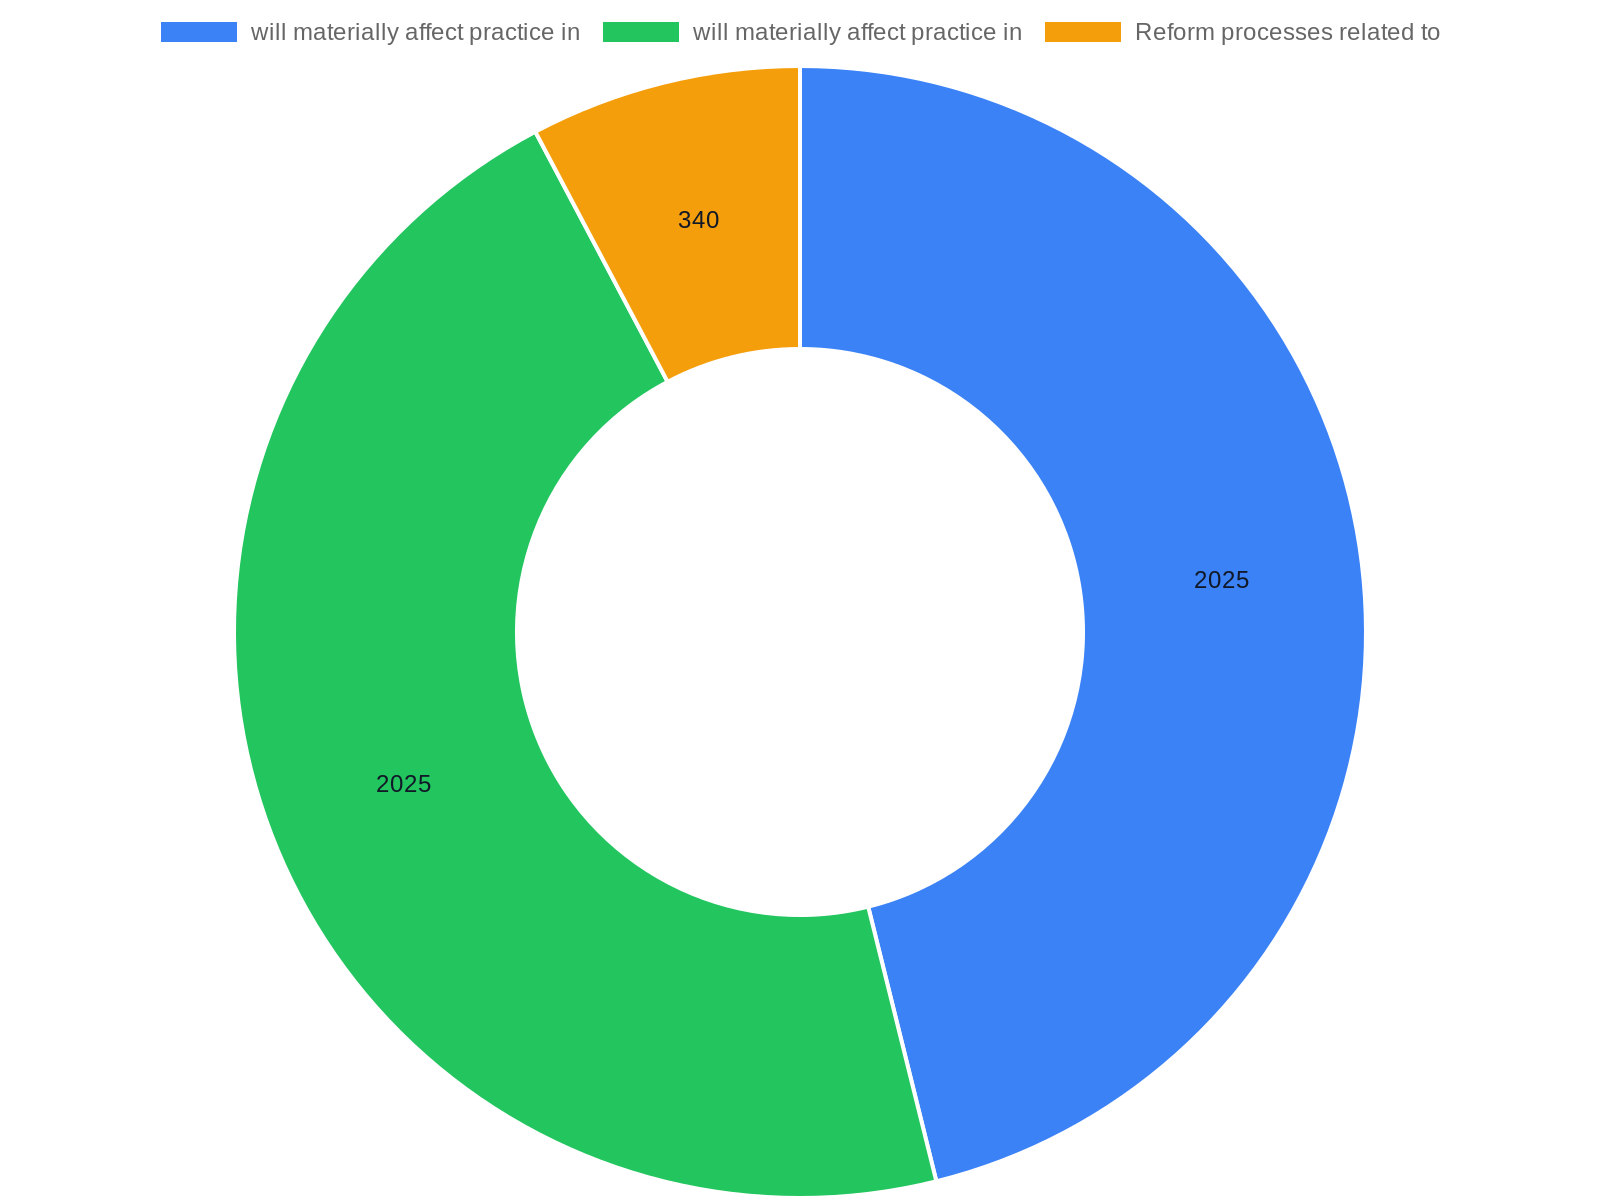 will materially affect practice in will materially affect practice in Reform processes related to
340
2025
2025